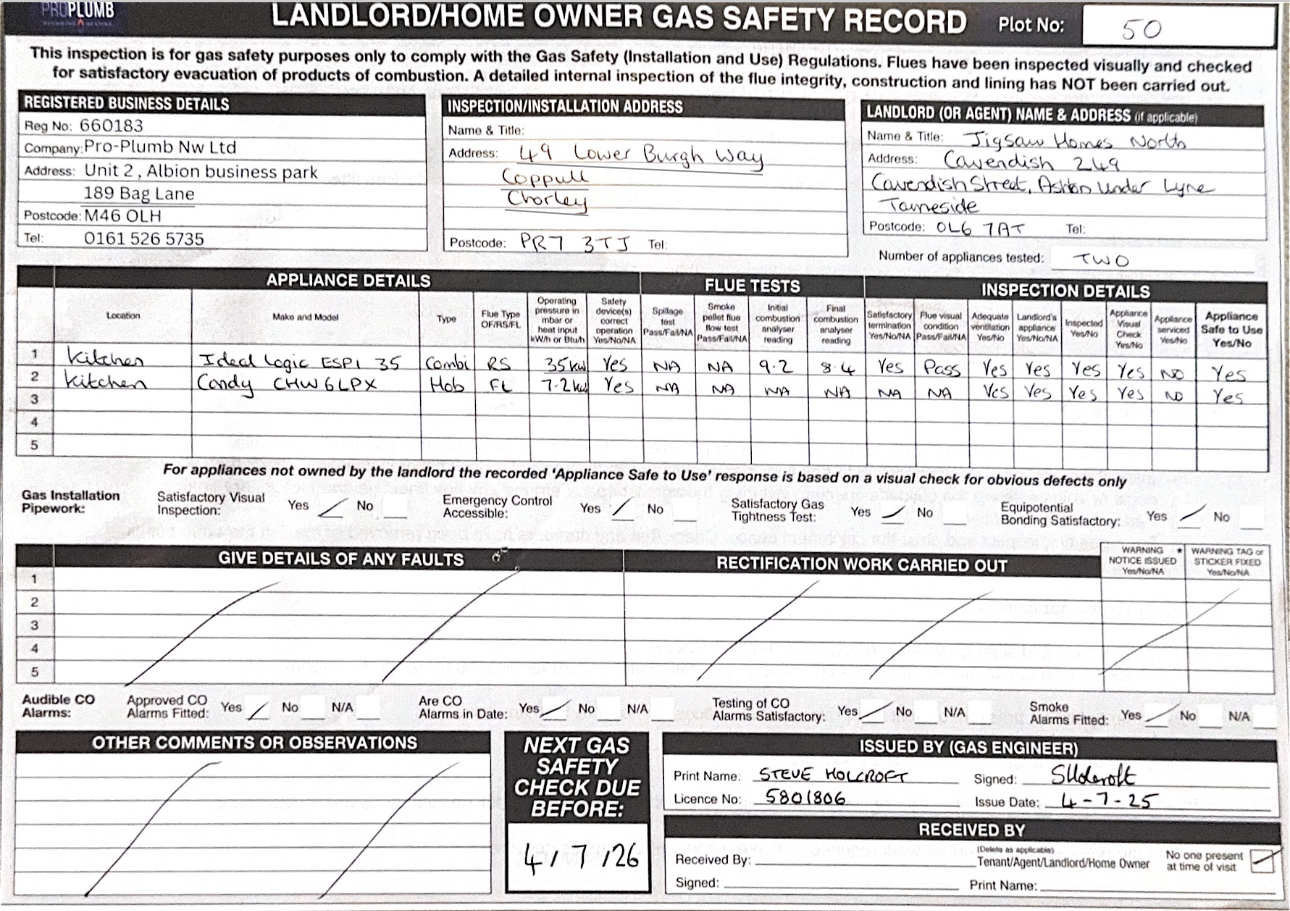 PROPLUMB
LANDLORD/HOME OWNER GAS SAFETY RECORD
Plot No: 50
This inspection is for gas safety purposes only to comply with the Gas Safety (Installation and Use) Regulations. Flues have been inspected visually and checked
for satisfactory evacuation of products of combustion. A detailed internal inspection of the flue integrity, construction and lining has NOT been carried out.
REGISTERED BUSINESS DETAILS
Reg No: 660183
Company: Pro-Plumb Nw Ltd
Address: Unit 2, Albion business park
189 Bag Lane
Postcode: M46 OLH
Tel: 0161 526 5735
INSPECTION/INSTALLATION ADDRESS
Name & Title:
Address: 49 Lower Burgh Way
Coppull
Chorley
Postcode: PR7 3TJ Tel:
LANDLORD (OR AGENT) NAME & ADDRESS (if applicable)
Name & Title: Jigsaw Homes North
Address: Cavendish 249
Cavendish Street, Ashton Under Lyne
Tameside
Postcode: OL6 7AT Tel:
Number of appliances tested: TWO
APPLIANCE DETAILS FLUE TESTS INSPECTION DETAILS
Location
Make and Model
Type
Flue Type OF/RS/FL
Operating pressure in mbar or heat input kW/h or Btu/h
Safety device(s) correct operation Yes/No/NA
Spillage test Pass/Fail/NA
Smoke pellet flue flow test Pass/Fail/NA
Initial combustion analyser reading
Final combustion analyser reading
Satisfactory termination Yes/No/NA
Flue visual condition Pass/Fail/NA
Adequate ventilation Yes/No
Landlord's appliance Yes/No/NA
Inspected Yes/No
Appliance Visual Check Yes/No
Appliance serviced Yes/No
Appliance Safe to Use Yes/No
1 Kitchen Ideal Logic ESP1 35 Combi RS 35kw Yes NA NA 9.2 8.4 Yes Pass Yes Yes Yes Yes NO Yes
2 Kitchen Candy CHW6LPX Hob FL 7.2kw Yes NA NA NA NA NA NA Yes Yes Yes Yes NO Yes
3
4
5
For appliances not owned by the landlord the recorded 'Appliance Safe to Use' response is based on a visual check for obvious defects only
Gas Installation Pipework: Satisfactory Visual Inspection: Yes No Emergency Control Accessible: Yes No Satisfactory Gas Tightness Test: Yes No Equipotential Bonding Satisfactory: Yes No
GIVE DETAILS OF ANY FAULTS
RECTIFICATION WORK CARRIED OUT
WARNING * NOTICE ISSUED Yes/No/NA
WARNING TAG or STICKER FIXED Yes/No/NA
1
2
3
4
5
Audible CO Alarms: Approved CO Alarms Fitted: Yes No N/A Are CO Alarms in Date: Yes No N/A Testing of CO Alarms Satisfactory: Yes No N/A Smoke Alarms Fitted: Yes No N/A
OTHER COMMENTS OR OBSERVATIONS
NEXT GAS
SAFETY
CHECK DUE
BEFORE:
4/7/26
ISSUED BY (GAS ENGINEER)
Print Name: STEVE HOLCROFT Signed: SHolcroft
Licence No: 5801806 Issue Date: 4-7-25
RECEIVED BY
Received By: (Delete as applicable) Tenant/Agent/Landlord/Home Owner
No one present at time of visit
Signed: Print Name: